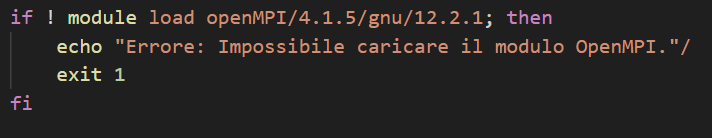 if ! module load openMPI/4.1.5/gnu/12.2.1; then
    echo "Errore: Impossibile caricare il modulo OpenMPI."/
    exit 1
fi